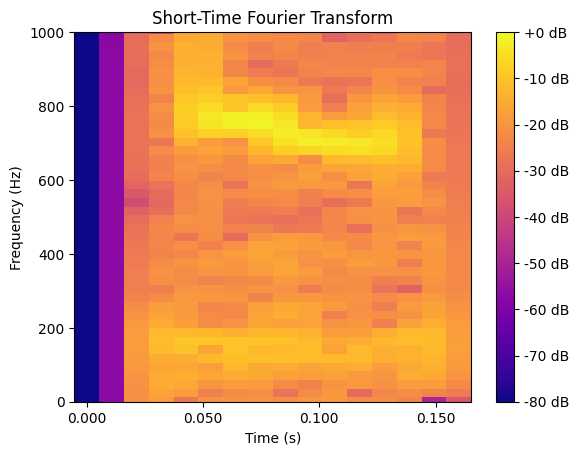 Short-Time Fourier Transform
1000
800
600
400
200
0
Frequency (Hz)
0.000
0.050
0.100
0.150
Time (s)
+0 dB
-10 dB
-20 dB
-30 dB
-40 dB
-50 dB
-60 dB
-70 dB
-80 dB